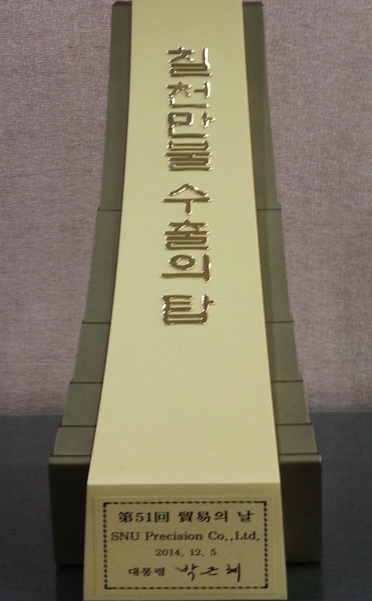 칠천만불 수출의 탑
第51回 貿易의 날
SNU Precision Co.,Ltd.
2014. 12. 5
대통령 박근혜